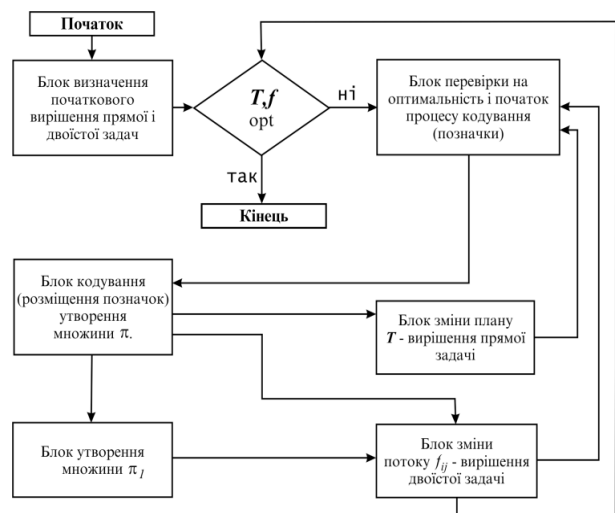 Початок
Блок визначення
початкового
вирішення прямої і
двоїстої задач
T,f
opt
ні
Блок перевірки на
оптимальність і початок
процесу кодування
(позначки)
так
Кінець
Блок кодування
(розміщення позначок)
утворення
множини π.
Блок зміни плану
T - вирішення прямої
задачі
Блок утворення
множини π1
Блок зміни
потоку fij - вирішення
двоїстої задачі